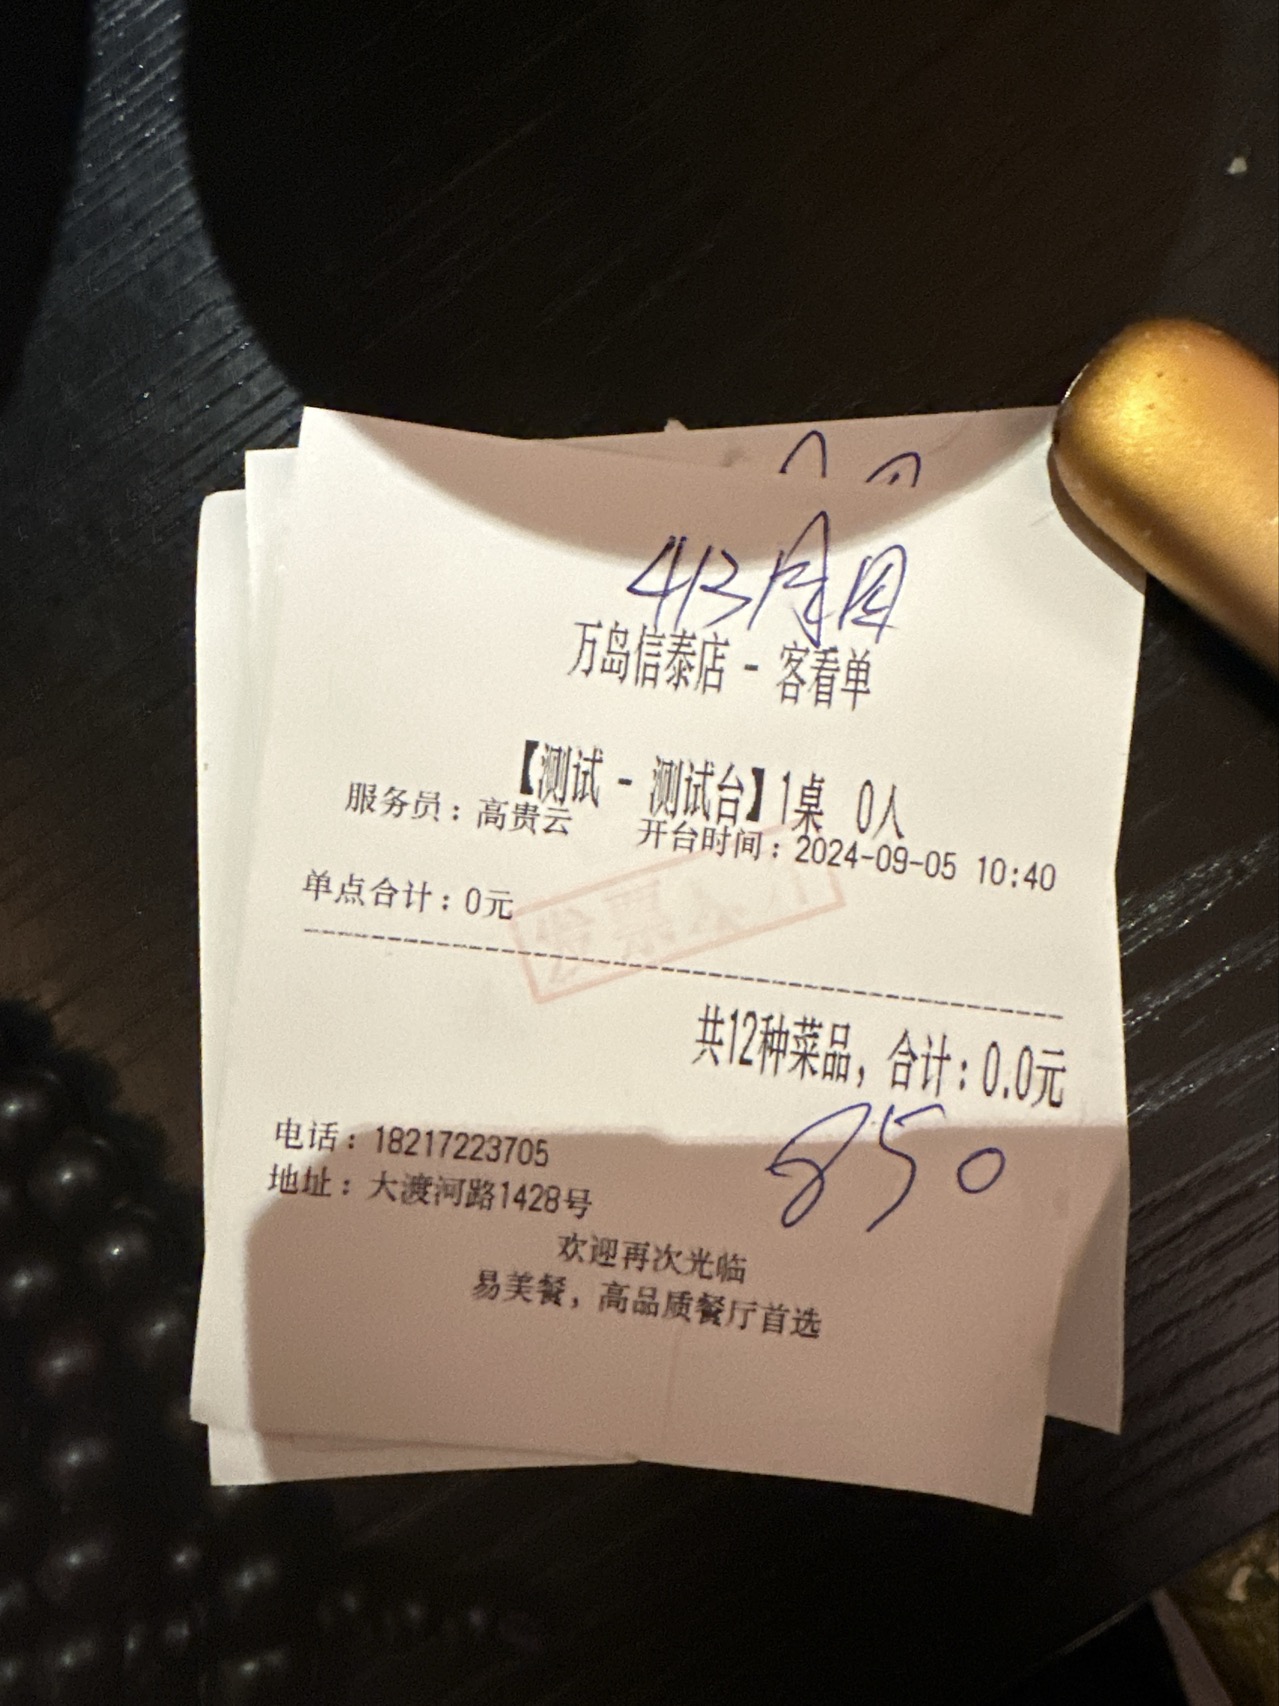 万岛信泰店 - 客看单
【测试 - 测试台】1桌 0人
服务员：高贵云 开台时间：2024-09-05 10:40
单点合计：0元
发票
共12种菜品，合计：0.0元
850
电话：18217223705
地址：大渡河路1428号
欢迎再次光临
易美餐，高品质餐厅首选